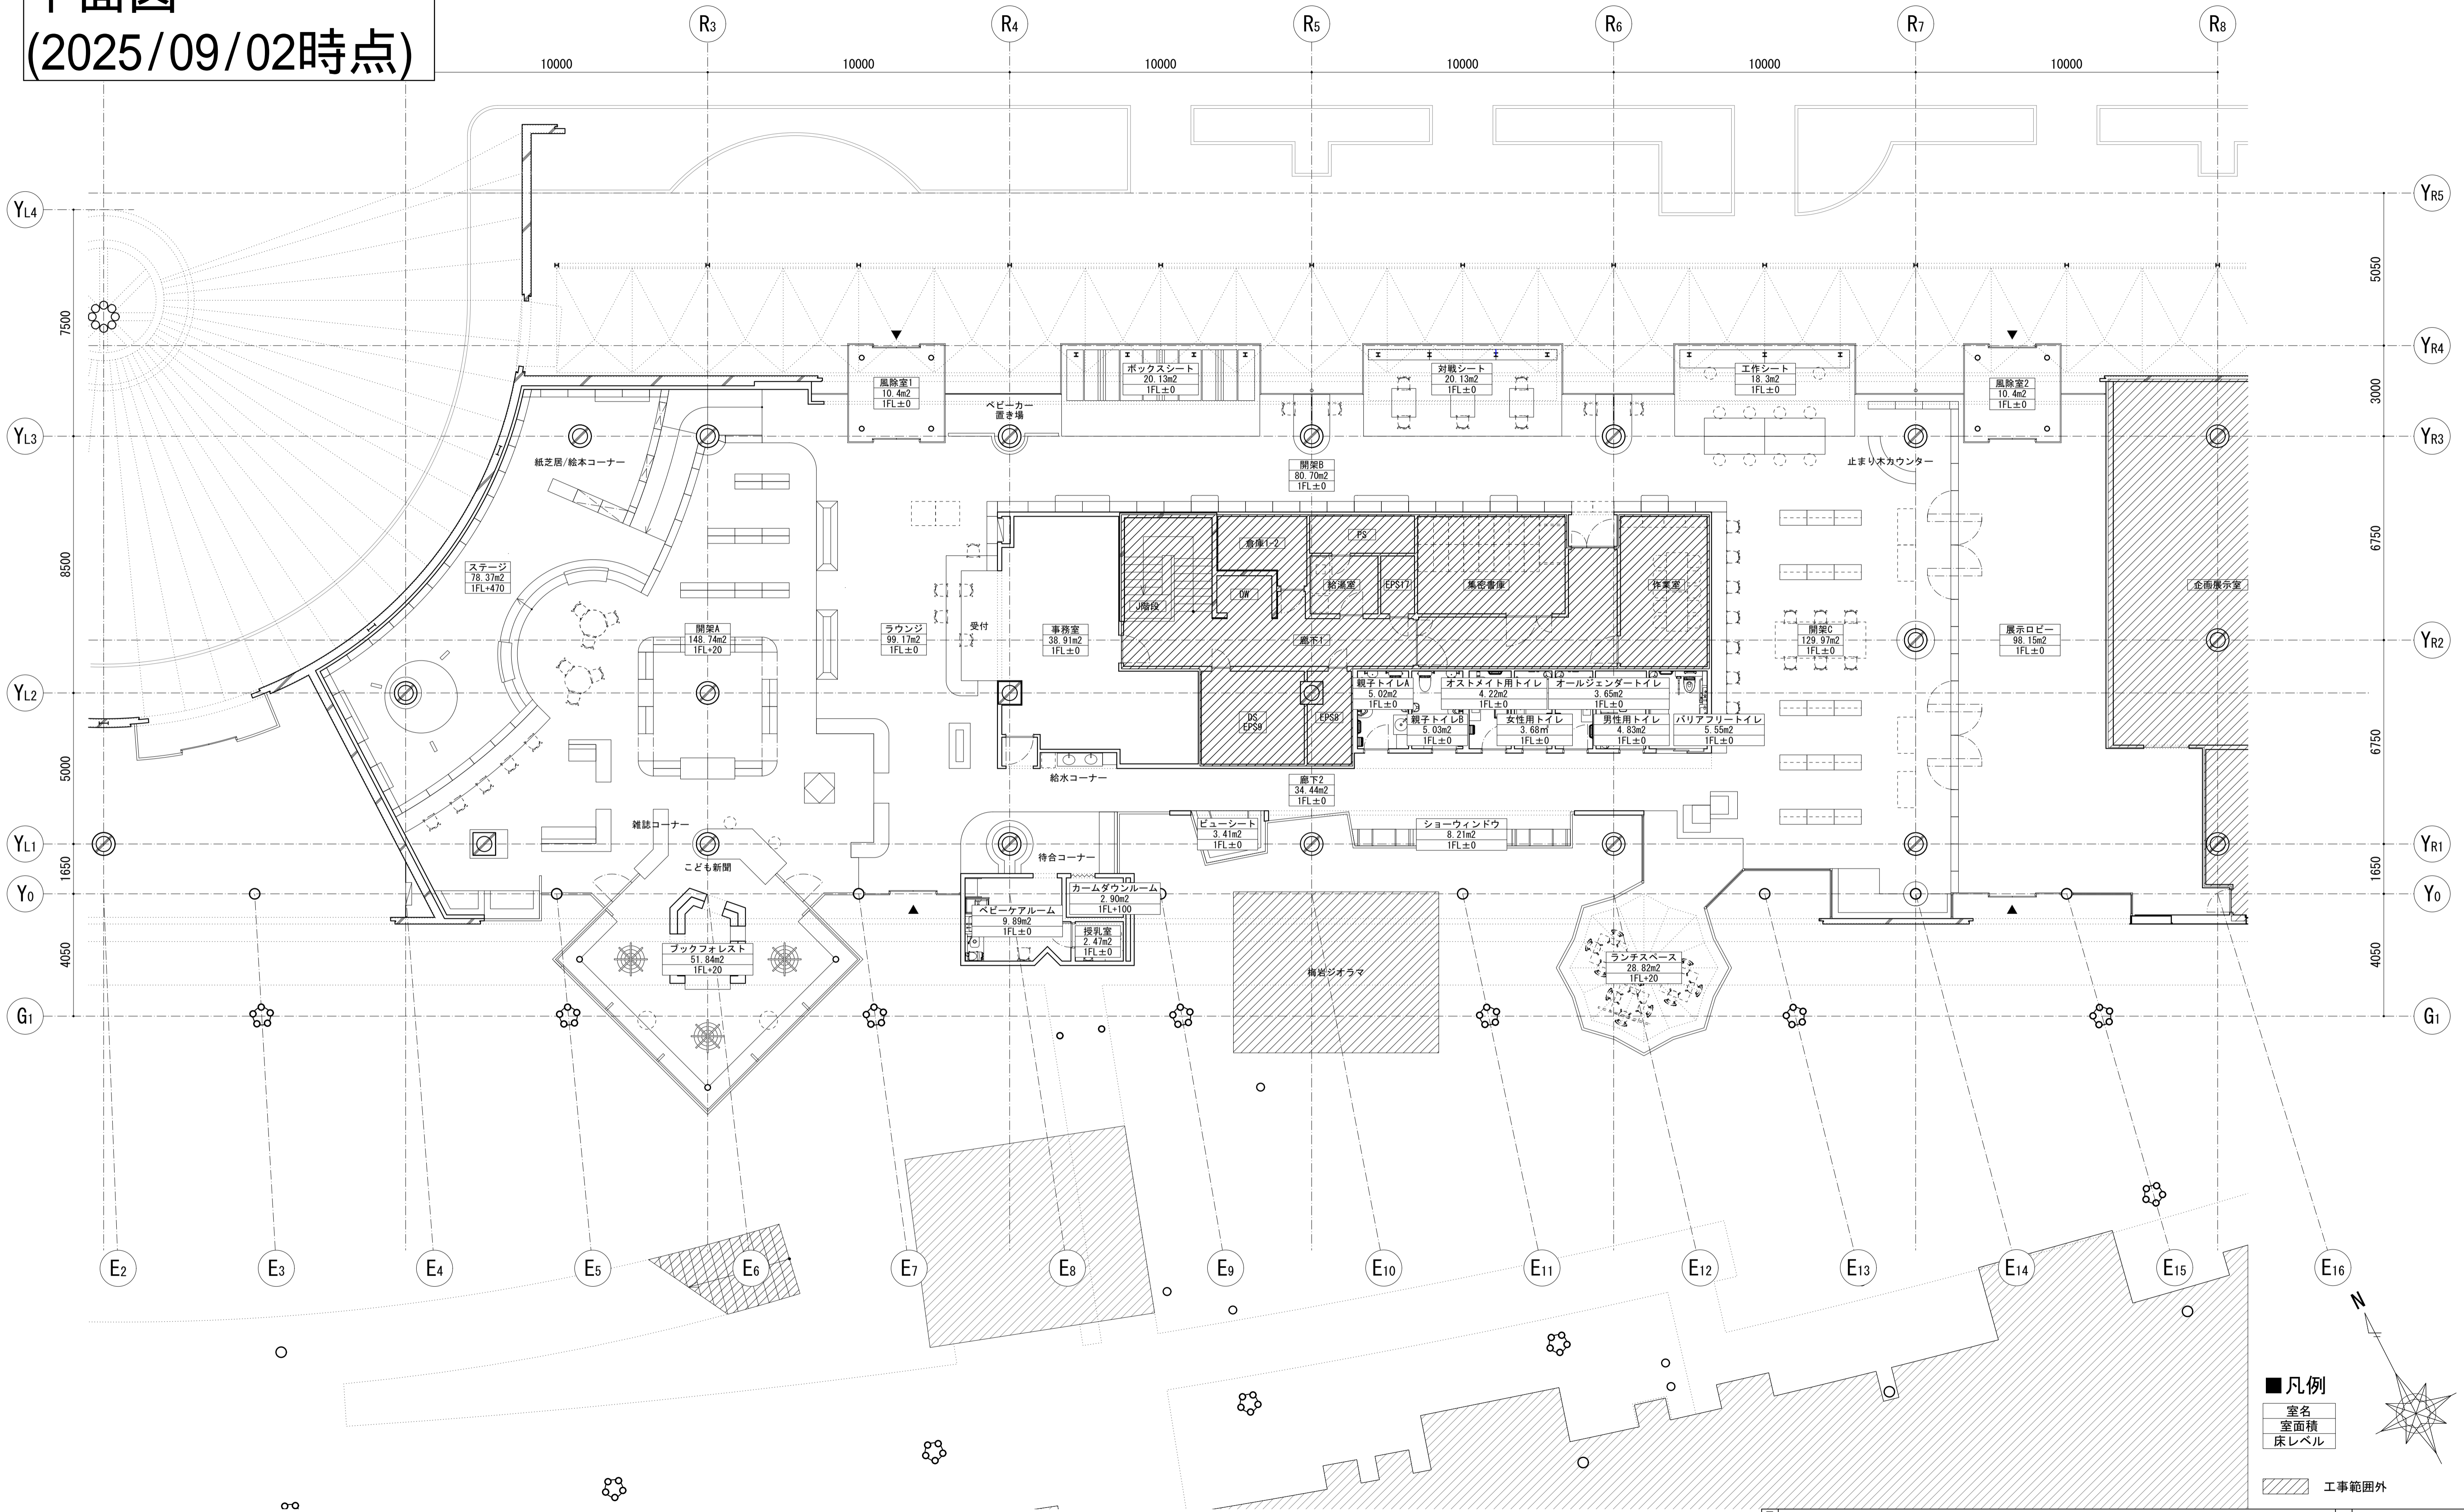 平面図
(2025/09/02時点)
R3
R4
R5
R6
R7
R8
10000
10000
10000
10000
10000
10000
YL4
YR5
7500
5050
YR4
風除室1
10.4m2
1FL±0
ボックスシート
20.13m2
1FL±0
対戦シート
20.13m2
1FL±0
工作シート
18.3m2
1FL±0
風除室2
10.4m2
1FL±0
3000
ベビーカー
置き場
YL3
YR3
紙芝居/絵本コーナー
開架B
80.70m2
1FL±0
止まり木カウンター
8500
6750
ステージ
78.37m2
1FL+470
倉庫1-2
PS
給湯室
EPS17
集密書庫
作業室
企画展示室
J階段
DW
開架A
148.74m2
1FL+20
ラウンジ
99.17m2
1FL±0
受付
事務室
38.91m2
1FL±0
廊下1
開架C
129.97m2
1FL±0
展示ロビー
98.15m2
1FL±0
YR2
YL2
親子トイレA
5.02m2
1FL±0
オストメイト用トイレ
4.22m2
1FL±0
オールジェンダートイレ
3.65m2
1FL±0
DS
EPS9
EPS8
親子トイレB
5.03m2
1FL±0
女性用トイレ
3.68㎡
1FL±0
男性用トイレ
4.83m2
1FL±0
バリアフリートイレ
5.55m2
1FL±0
5000
6750
給水コーナー
廊下2
34.44m2
1FL±0
雑誌コーナー
ビューシート
3.41m2
1FL±0
ショーウィンドウ
8.21m2
1FL±0
YL1
YR1
待合コーナー
こども新聞
1650
1650
カームダウンルーム
2.90m2
1FL+100
Y0
Y0
ベビーケアルーム
9.89m2
1FL±0
授乳室
2.47m2
1FL±0
4050
4050
ブックフォレスト
51.84m2
1FL+20
梅岩ジオラマ
ランチスペース
28.82m2
1FL+20
G1
G1
E2
E3
E4
E5
E6
E7
E8
E9
E10
E11
E12
E13
E14
E15
E16
N
■凡例
室名
室面積
床レベル
工事範囲外